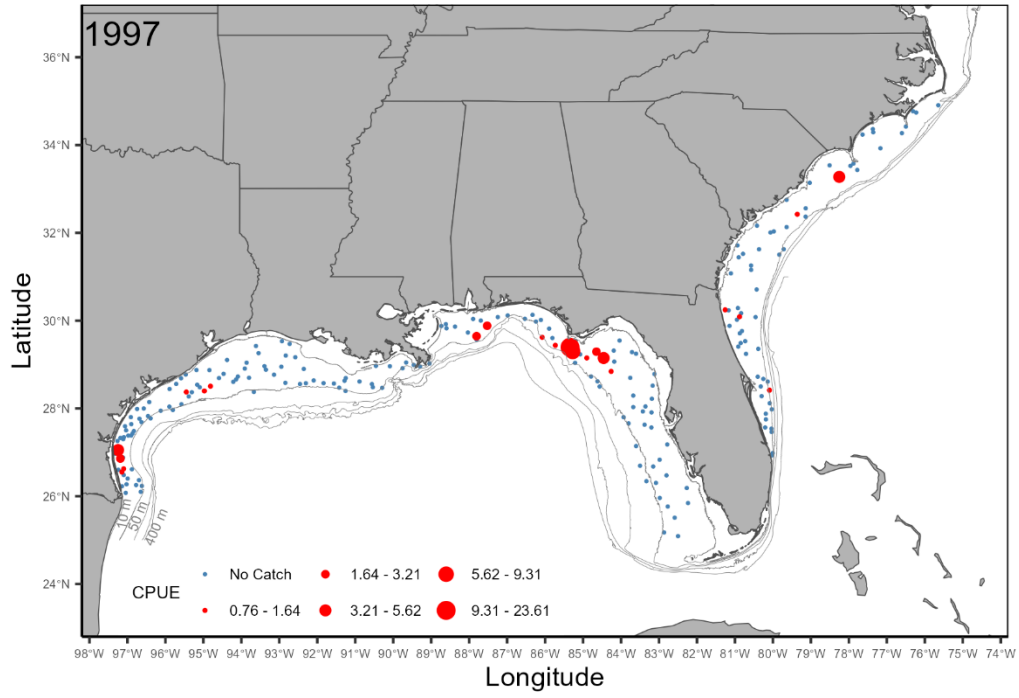 1997
36°N
34°N
32°N
30°N
28°N
26°N
24°N
Latitude
10 m
50 m
400 m
CPUE
No Catch
1.64 - 3.21
5.62 - 9.31
0.76 - 1.64
3.21 - 5.62
9.31 - 23.61
98°W 97°W 96°W 95°W 94°W 93°W 92°W 91°W 90°W 89°W 88°W 87°W 86°W 85°W 84°W 83°W 82°W 81°W 80°W 79°W 78°W 77°W 76°W 75°W 74°W
Longitude